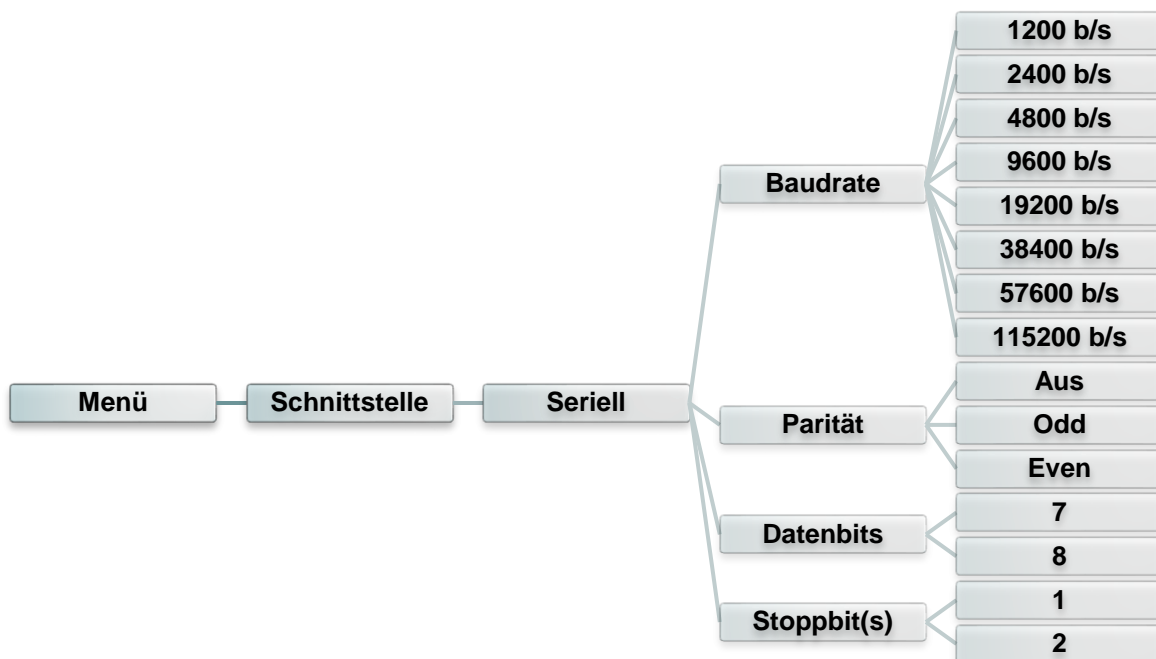 Menü
Schnittstelle
Seriell
Baudrate
1200 b/s
2400 b/s
4800 b/s
9600 b/s
19200 b/s
38400 b/s
57600 b/s
115200 b/s
Parität
Aus
Odd
Even
Datenbits
7
8
Stoppbit(s)
1
2